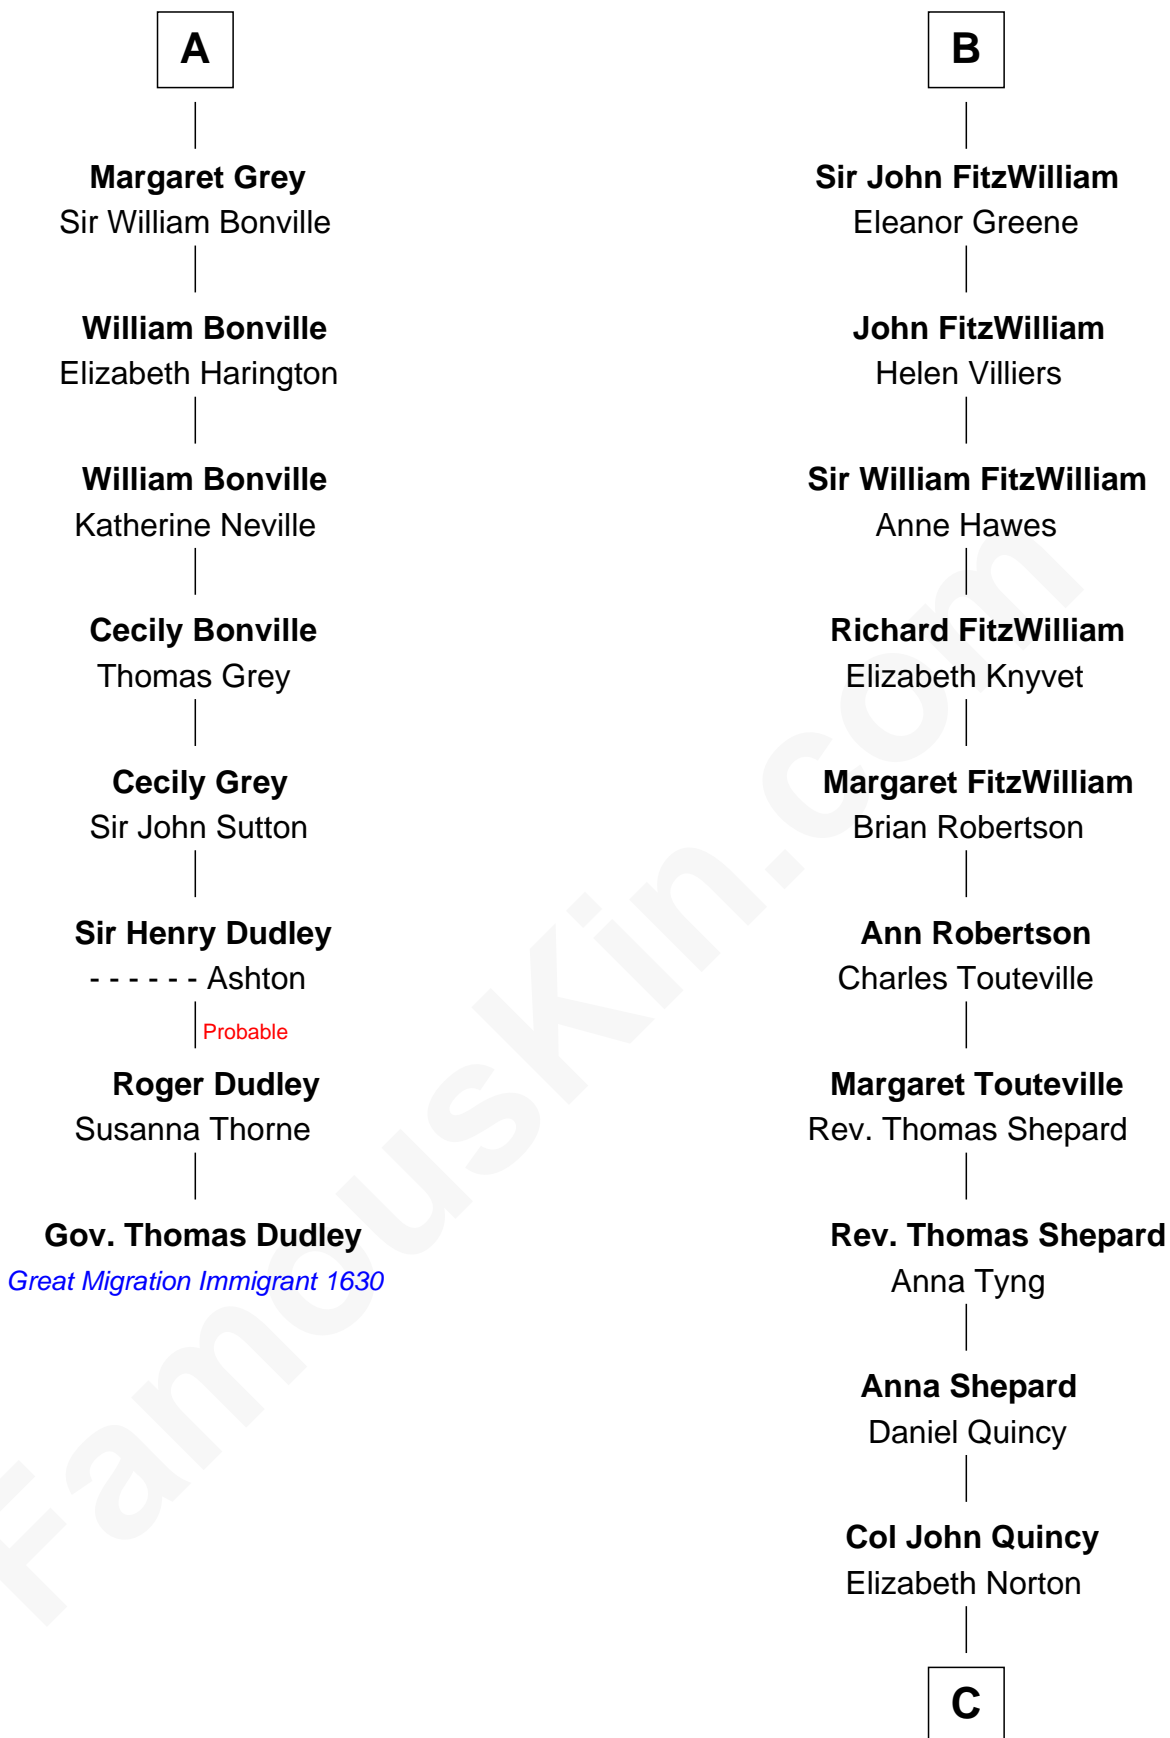 A
Margaret Grey
Sir William Bonville
William Bonville
Elizabeth Harington
William Bonville
Katherine Neville
Cecily Bonville
Thomas Grey
Cecily Grey
Sir John Sutton
Sir Henry Dudley
- - - - - - Ashton
Probable
Roger Dudley
Susanna Thorne
Gov. Thomas Dudley
Great Migration Immigrant 1630
B
Sir John FitzWilliam
Eleanor Greene
John FitzWilliam
Helen Villiers
Sir William FitzWilliam
Anne Hawes
Richard FitzWilliam
Elizabeth Knyvet
Margaret FitzWilliam
Brian Robertson
Ann Robertson
Charles Touteville
Margaret Touteville
Rev. Thomas Shepard
Rev. Thomas Shepard
Anna Tyng
Anna Shepard
Daniel Quincy
Col John Quincy
Elizabeth Norton
C
FamousKin.com